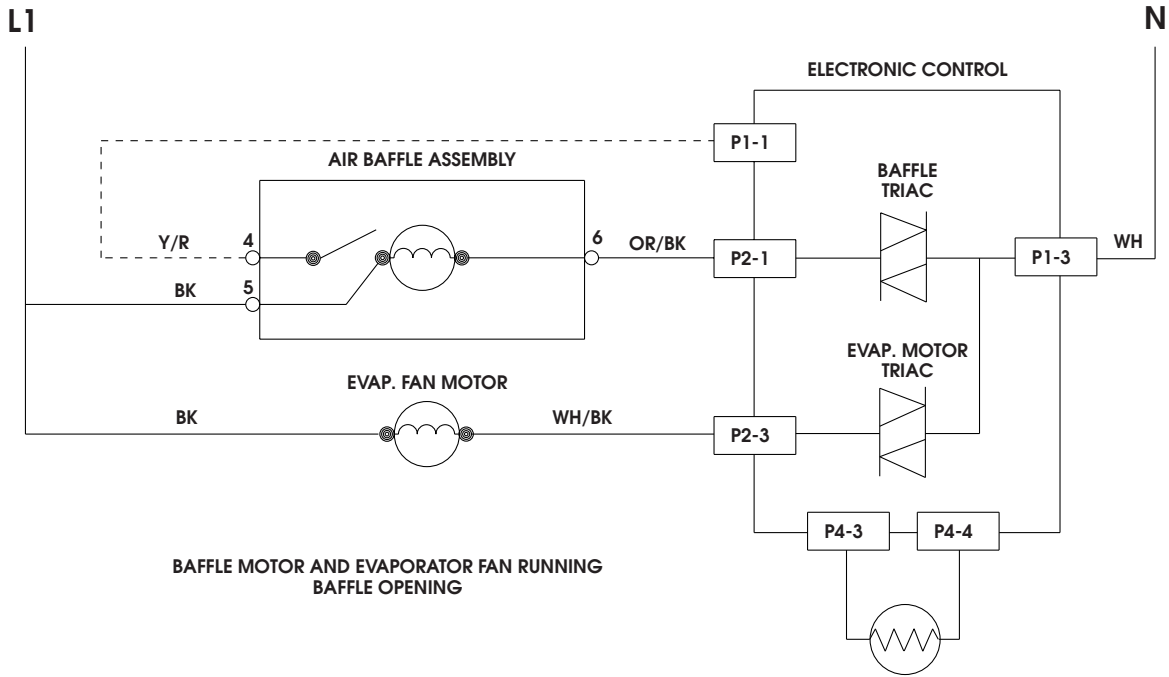 L1
N
ELECTRONIC CONTROL
P1-1
AIR BAFFLE ASSEMBLY
BAFFLE
TRIAC
Y/R
4
6
OR/BK
P2-1
P1-3
WH
BK
5
EVAP. MOTOR
TRIAC
EVAP. FAN MOTOR
BK
WH/BK
P2-3
P4-3
P4-4
BAFFLE MOTOR AND EVAPORATOR FAN RUNNING
BAFFLE OPENING